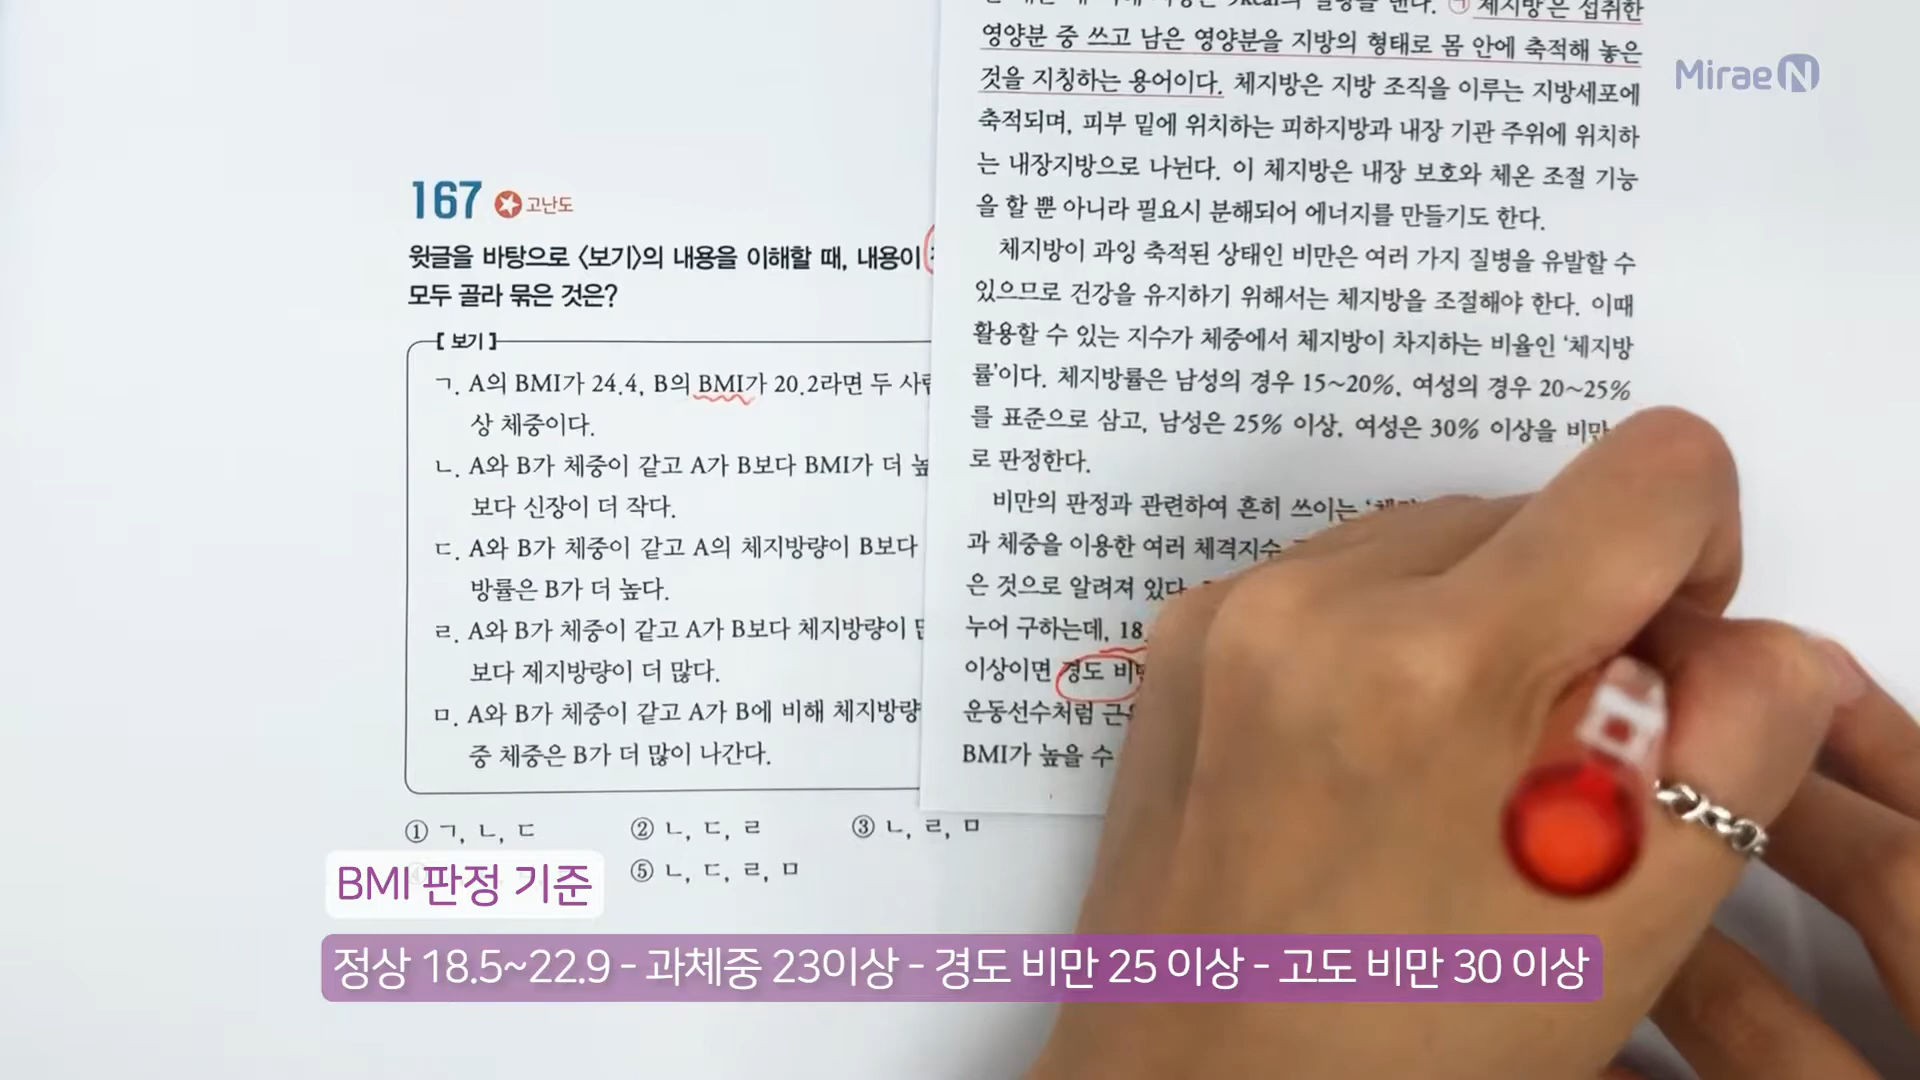 167 고난도
윗글을 바탕으로 〈보기〉의 내용을 이해할 때, 내용이
모두 골라 묶은 것은?
[ 보기 ]
ㄱ. A의 BMI가 24.4, B의 BMI가 20.2라면 두
상 체중이다.
ㄴ. A와 B가 체중이 같고 A가 B보다 BMI가 더
보다 신장이 더 작다.
ㄷ. A와 B가 체중이 같고 A의 체지방량이 B보다
방률은 B가 더 높다.
ㄹ. A와 B가 체중이 같고 A가 B보다 체지방량이
보다 제지방량이 더 많다.
ㅁ. A와 B가 체중이 같고 A가 B에 비해 체지방량
중 체중은 B가 더 많이 나간다.
① ㄱ, ㄴ, ㄷ ② ㄴ, ㄷ, ㄹ ③ ㄴ, ㄹ, ㅁ
⑤ ㄴ, ㄷ, ㄹ, ㅁ
㉠ 체지방은 섭취한
영양분 중 쓰고 남은 영양분을 지방의 형태로 몸 안에 축적해 놓은
것을 지칭하는 용어이다. 체지방은 지방 조직을 이루는 지방세포에
축적되며, 피부 밑에 위치하는 피하지방과 내장 기관 주위에 위치하
는 내장지방으로 나뉜다. 이 체지방은 내장 보호와 체온 조절 기능
을 할 뿐 아니라 필요시 분해되어 에너지를 만들기도 한다.
체지방이 과잉 축적된 상태인 비만은 여러 가지 질병을 유발할 수
있으므로 건강을 유지하기 위해서는 체지방을 조절해야 한다. 이때
활용할 수 있는 지수가 체중에서 체지방이 차지하는 비율인 ‘체지방
률’이다. 체지방률은 남성의 경우 15~20%, 여성의 경우 20~25%
를 표준으로 삼고, 남성은 25% 이상, 여성은 30% 이상을 비만
로 판정한다.
비만의 판정과 관련하여 흔히 쓰이는
과 체중을 이용한 여러 체격지수
은 것으로 알려져 있다.
누어 구하는데, 18.
이상이면 경도 비만
운동선수처럼
BMI가 높을 수
MiraeN
BMI 판정 기준
정상 18.5~22.9 - 과체중 23이상 - 경도 비만 25 이상 - 고도 비만 30 이상